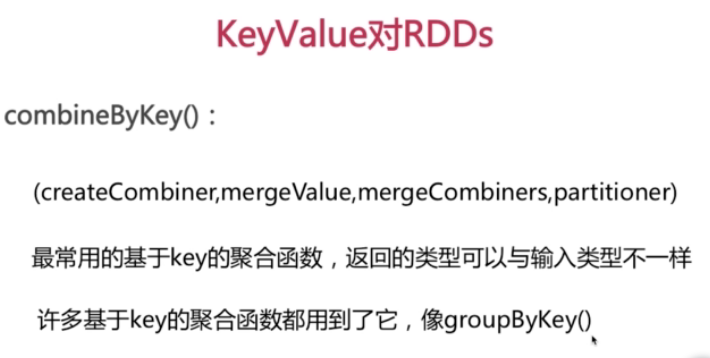 KeyValue对RDDs
combineByKey()：
(createCombiner,mergeValue,mergeCombiners,partitioner)
最常用的基于key的聚合函数，返回的类型可以与输入类型不一样
许多基于key的聚合函数都用到了它，像groupByKey()